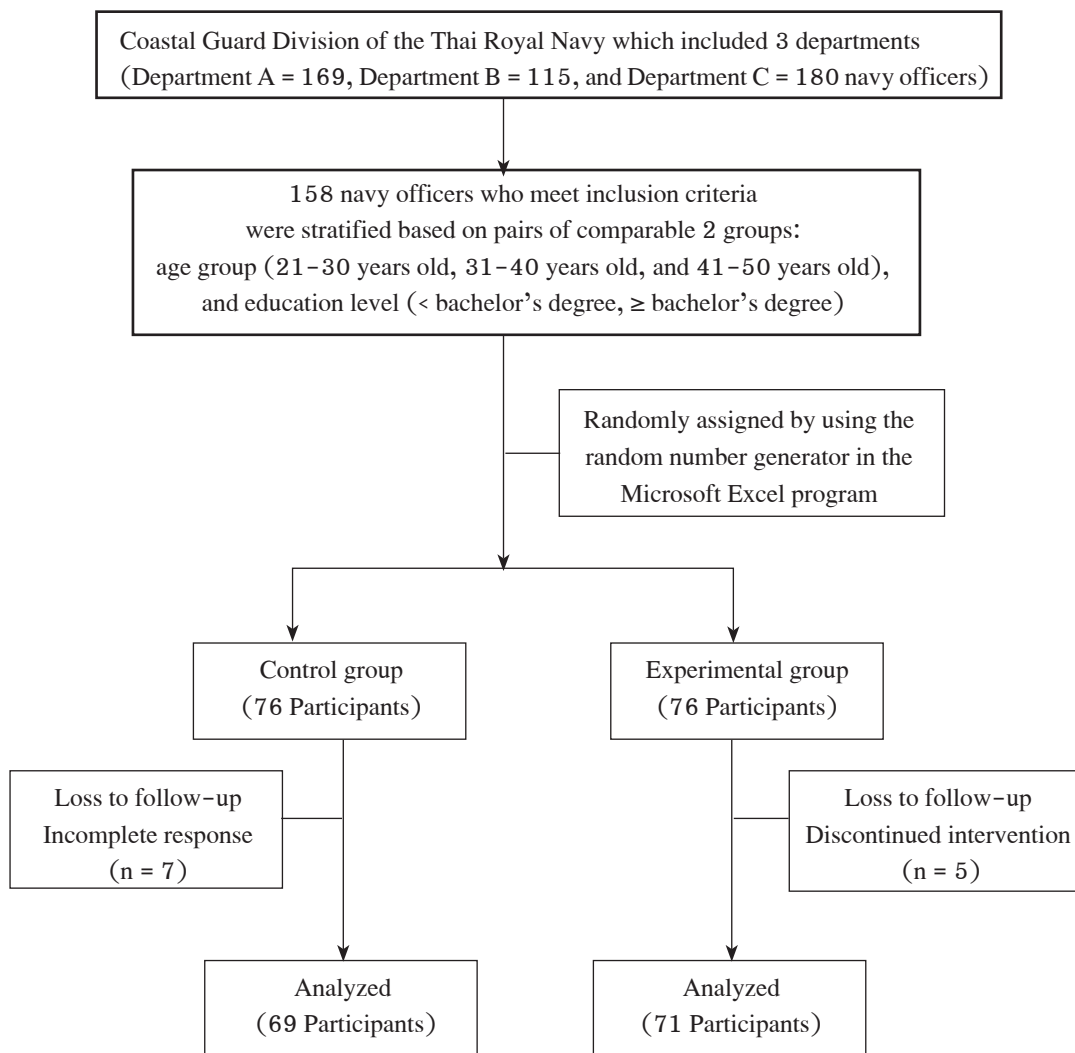 Coastal Guard Division of the Thai Royal Navy which included 3 departments
(Department A = 169, Department B = 115, and Department C = 180 navy officers)
158 navy officers who meet inclusion criteria
were stratified based on pairs of comparable 2 groups:
age group (21-30 years old, 31-40 years old, and 41-50 years old),
and education level (< bachelor's degree, ≥ bachelor's degree)
Randomly assigned by using the
random number generator in the
Microsoft Excel program
Control group
(76 Participants)
Experimental group
(76 Participants)
Loss to follow-up
Incomplete response
(n = 7)
Loss to follow-up
Discontinued intervention
(n = 5)
Analyzed
(69 Participants)
Analyzed
(71 Participants)